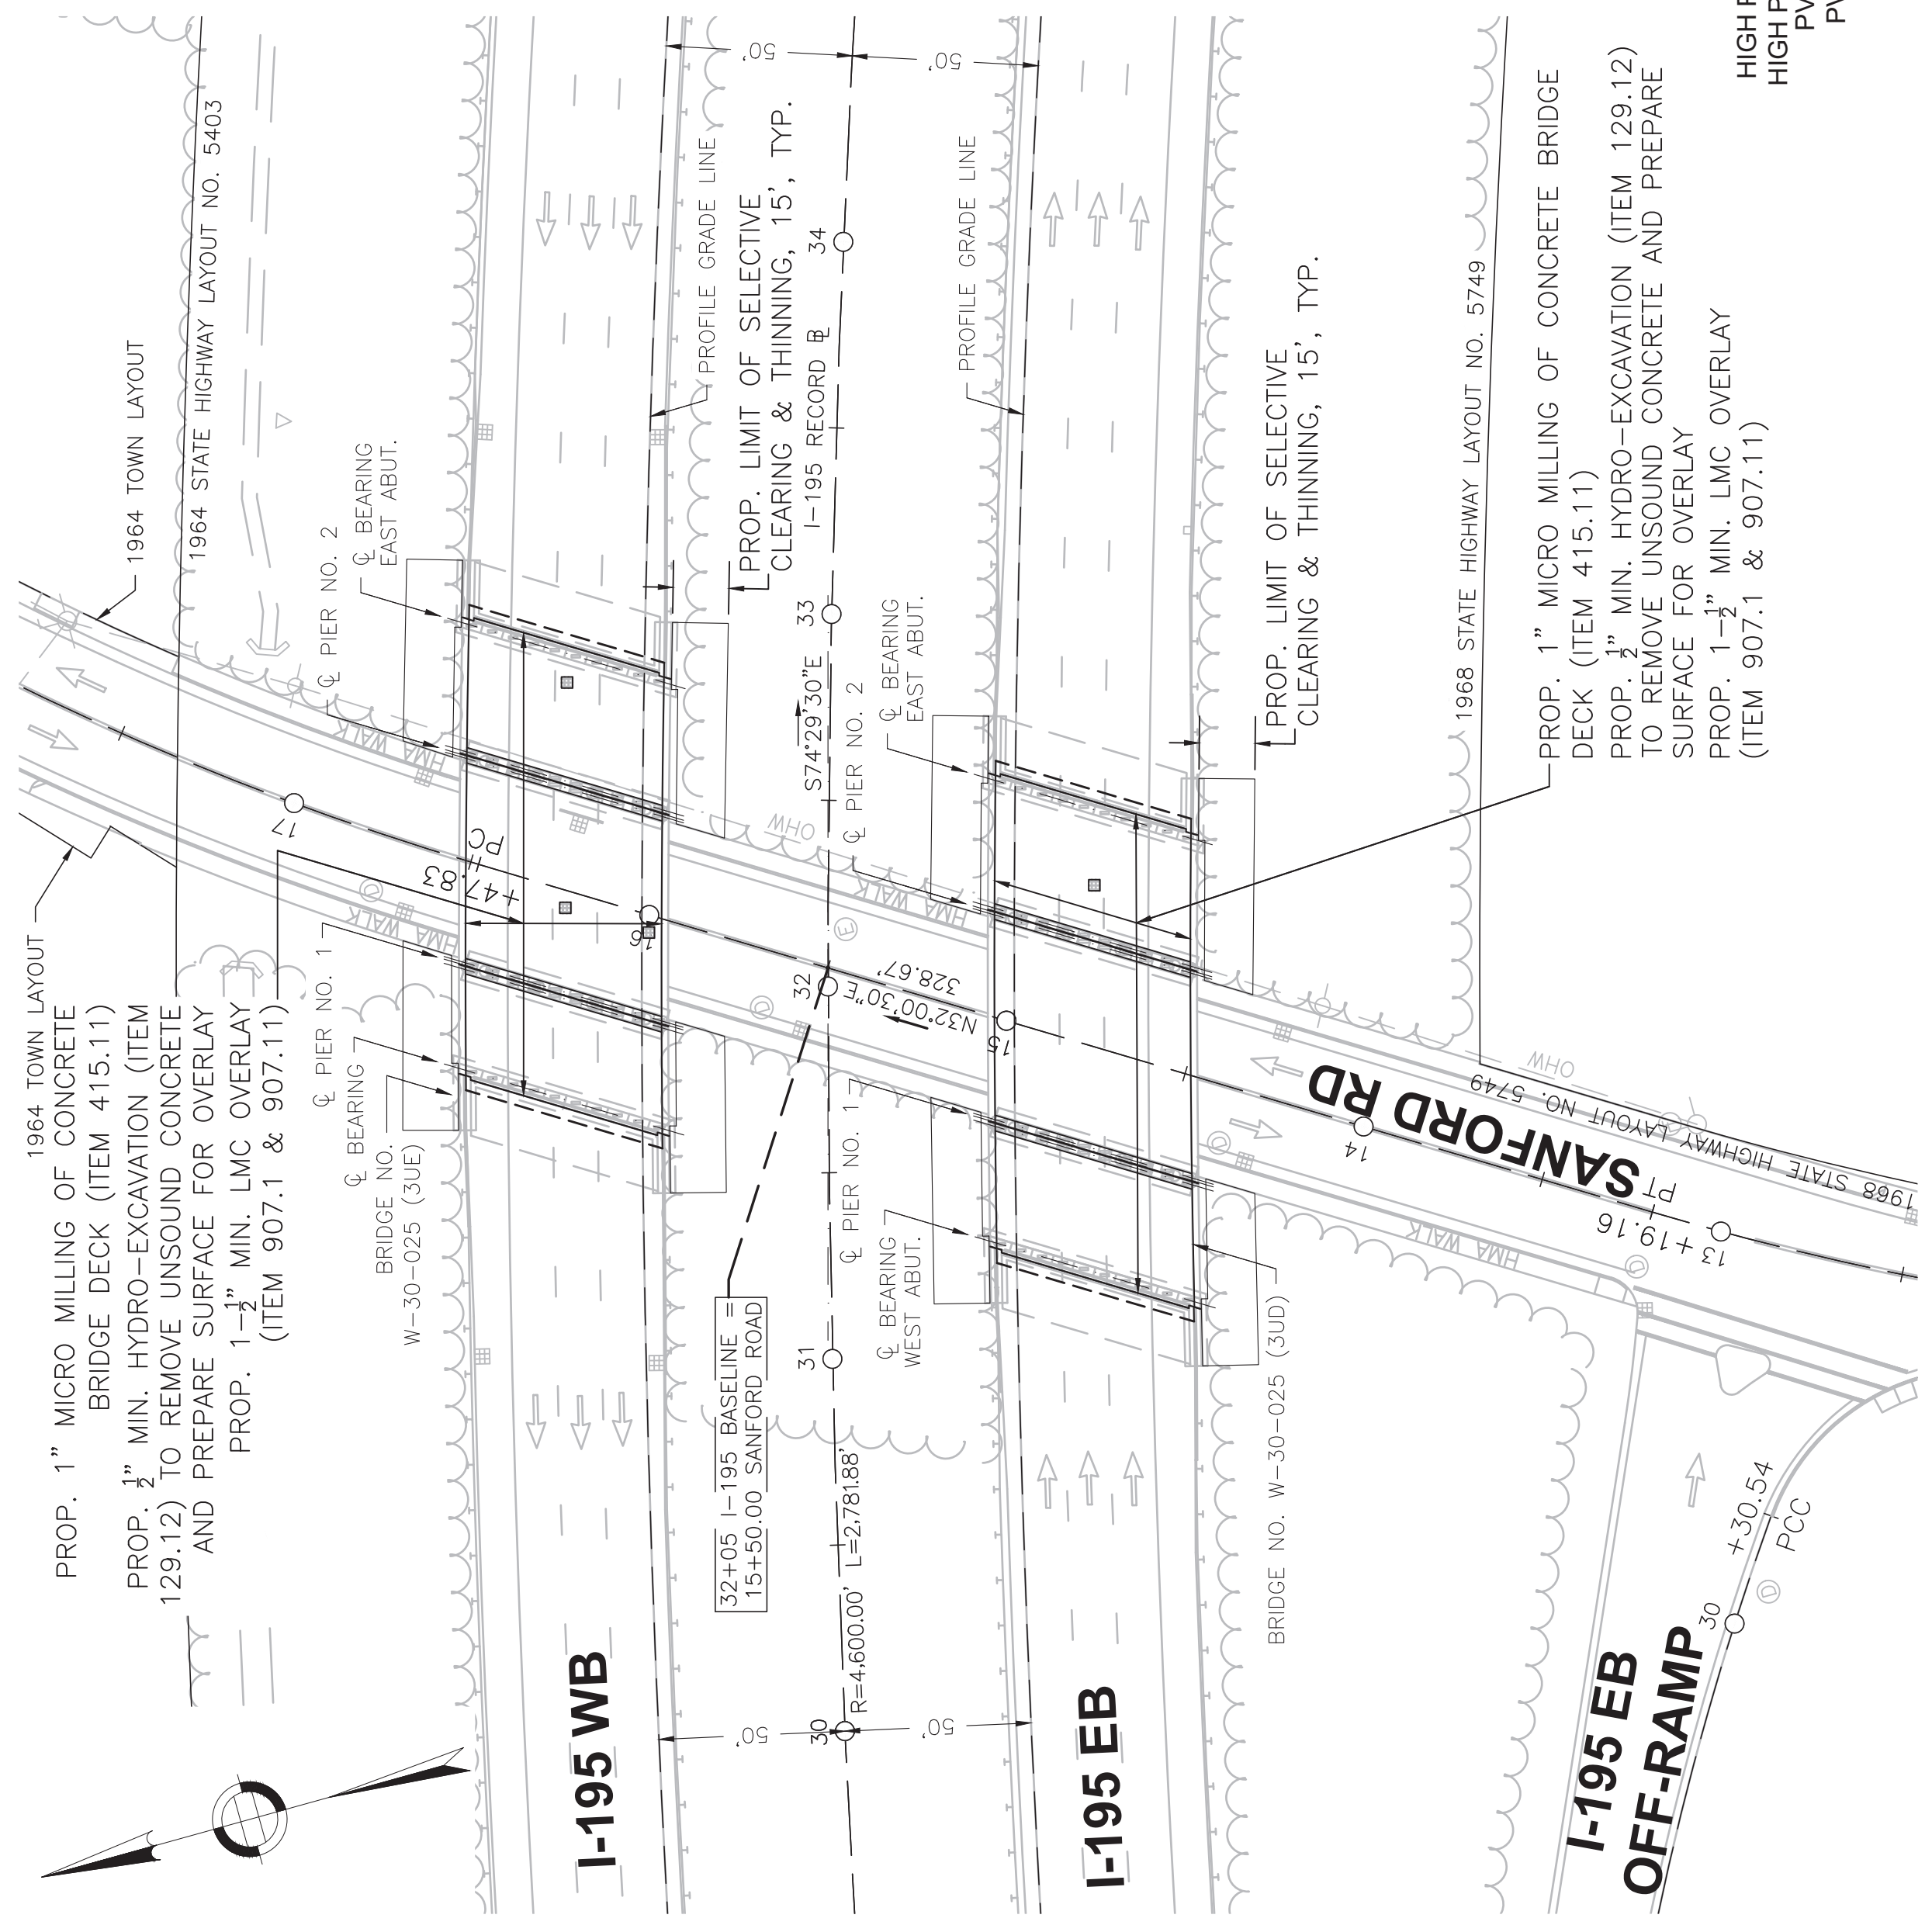 1964 TOWN LAYOUT
PROP. 1” MICRO MILLING OF CONCRETE
BRIDGE DECK (ITEM 415.11)
PROP. ½” MIN. HYDRO-EXCAVATION (ITEM
129.12) TO REMOVE UNSOUND CONCRETE
AND PREPARE SURFACE FOR OVERLAY
PROP. 1-½” MIN. LMC OVERLAY
(ITEM 907.1 & 907.11)
1964 TOWN LAYOUT
1964 STATE HIGHWAY LAYOUT NO. 5403
℄ PIER NO. 1
℄ BEARING
BRIDGE NO.
W-30-025 (3UE)
℄ PIER NO. 2
℄ BEARING
EAST ABUT.
17
PC
+47.83
16
HMA WALK
HMA WALK
D
I-195 WB
50'
50'
PROFILE GRADE LINE
PROP. LIMIT OF SELECTIVE
CLEARING & THINNING, 15’, TYP.
32+05 I-195 BASELINE =
15+50.00 SANFORD ROAD
30
R=4,600.00' L=2,781.88'
31
32
S74°29'30"E
33
I-195 RECORD BL
34
OHW
D
E
328.67'
N32°00'30"E
15
50'
50'
℄ PIER NO. 1
℄ BEARING
WEST ABUT.
℄ PIER NO. 2
℄ BEARING
EAST ABUT.
HMA WALK
PROFILE GRADE LINE
I-195 EB
BRIDGE NO. W-30-025 (3UD)
PROP. LIMIT OF SELECTIVE
CLEARING & THINNING, 15’, TYP.
D
SANFORD RD
14
1968 STATE HIGHWAY LAYOUT NO. 5749
OHW
1968 STATE HIGHWAY LAYOUT NO. 5749
HMA WALK
PT
+19.16
13
D
PROP. 1” MICRO MILLING OF CONCRETE BRIDGE
DECK (ITEM 415.11)
PROP. ½” MIN. HYDRO-EXCAVATION (ITEM 129.12)
TO REMOVE UNSOUND CONCRETE AND PREPARE
SURFACE FOR OVERLAY
PROP. 1-½” MIN. LMC OVERLAY
(ITEM 907.1 & 907.11)
I-195 EB
OFF-RAMP
30
+30.54
PCC
D
HIGH
HIGH